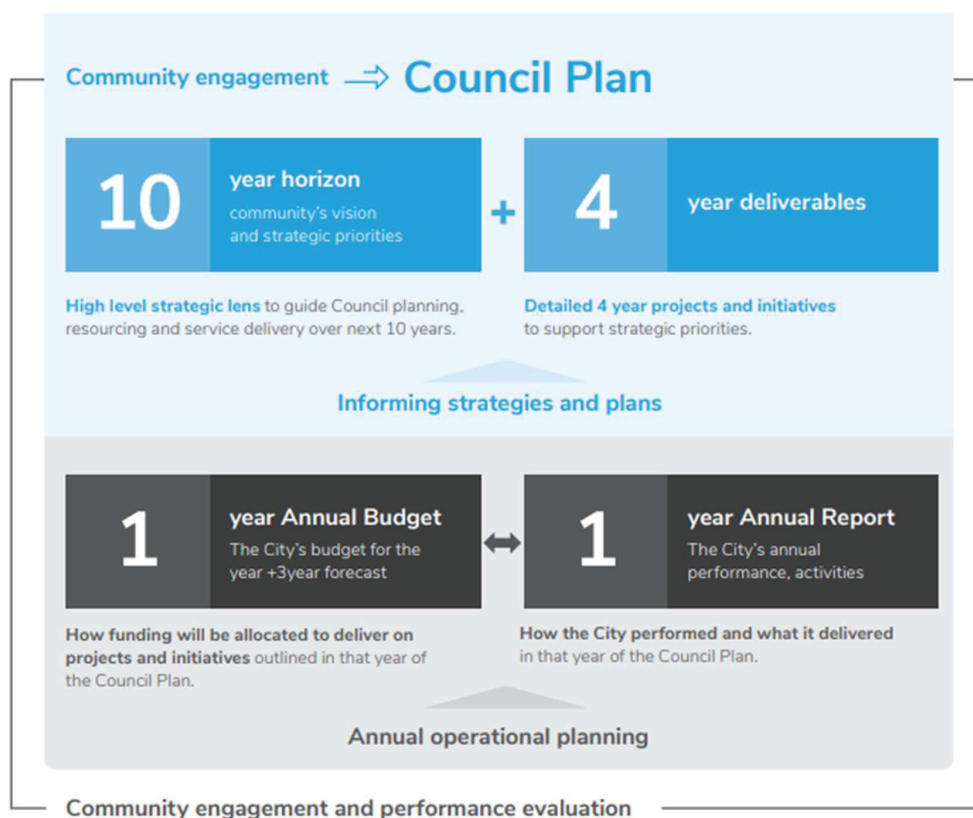 Community engagement Council Plan
10
year horizon
community's vision
and strategic priorities
+
4
year deliverables
High level strategic lens to guide Council planning,
resourcing and service delivery over next 10 years.
Detailed 4 year projects and initiatives
to support strategic priorities.
Informing strategies and plans
1
year Annual Budget
The City's budget for the
year +3year forecast
1
year Annual Report
The City's annual
performance, activities
How funding will be allocated to deliver on
projects and initiatives outlined in that year of
the Council Plan.
How the City performed and what it delivered
in that year of the Council Plan.
Annual operational planning
Community engagement and performance evaluation